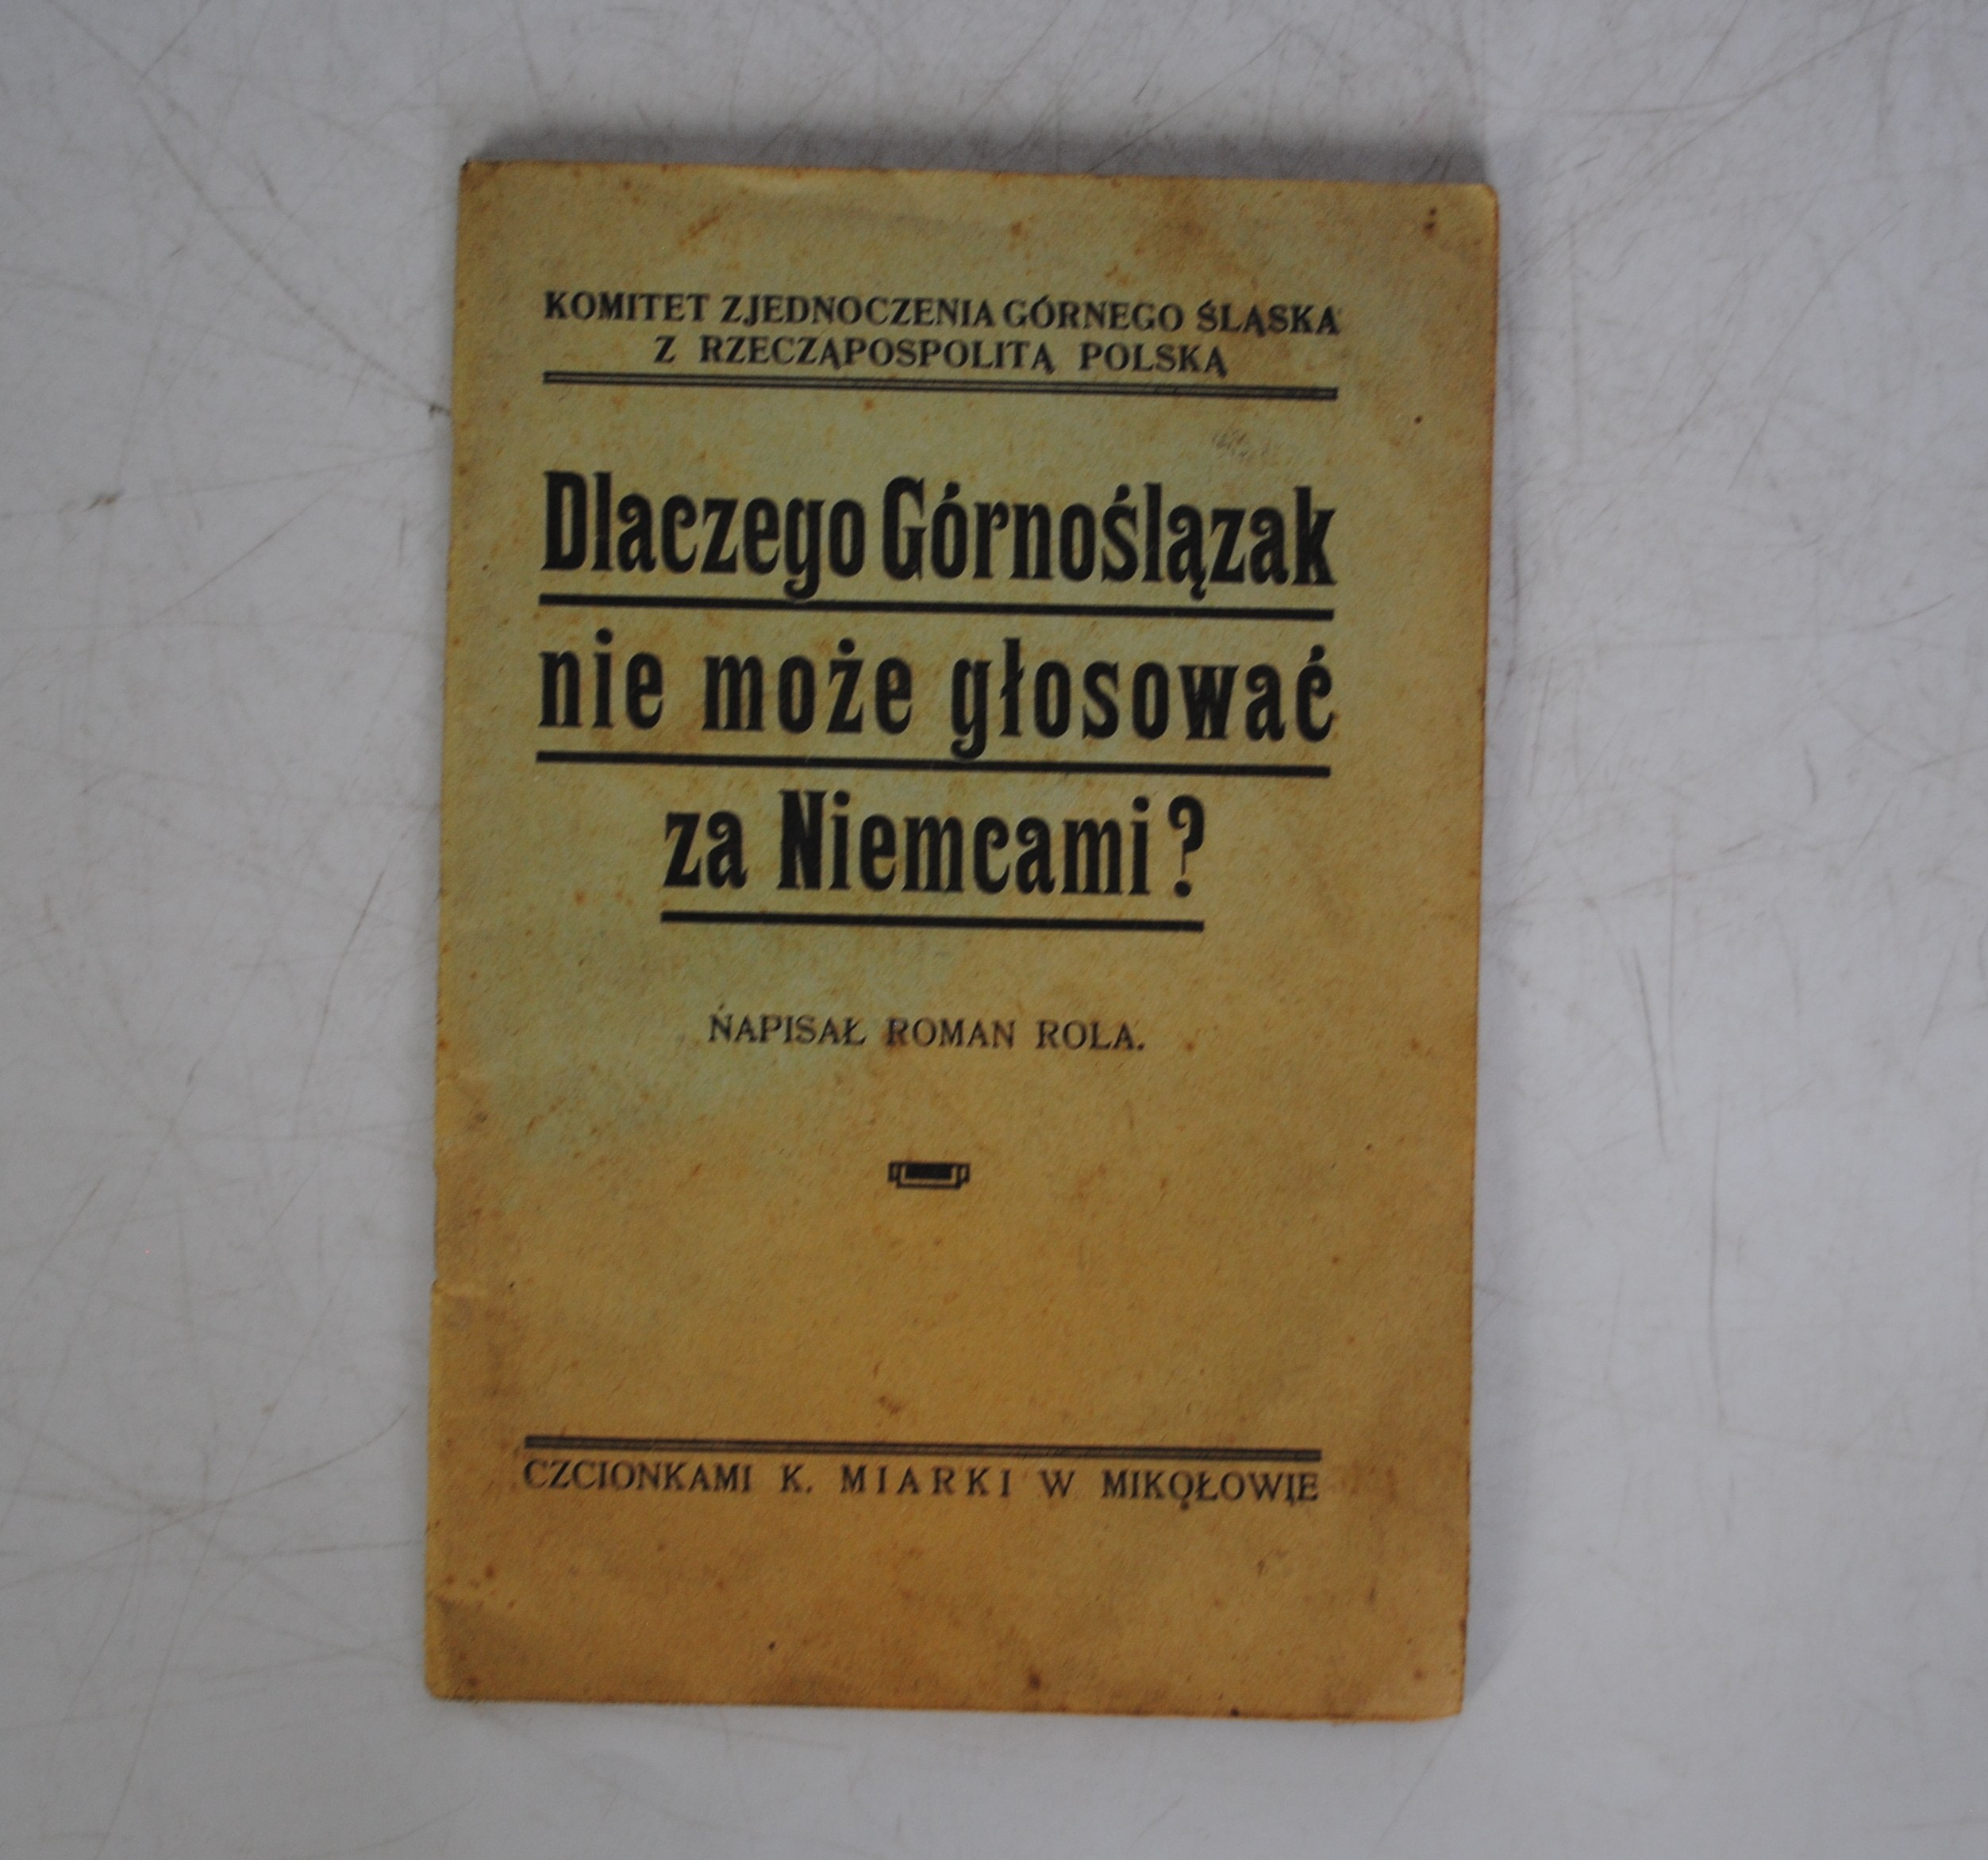 KOMITET ZJEDNOCZENIA GÓRNEGO ŚLĄSKA
Z RZECZĄPOSPOLITĄ POLSKĄ
Dlaczego Górnoślązak
nie może głosować
za Niemcami?
NAPISAŁ ROMAN ROLA.
CZCIONKAMI K. MIARKI W MIKOŁOWIE